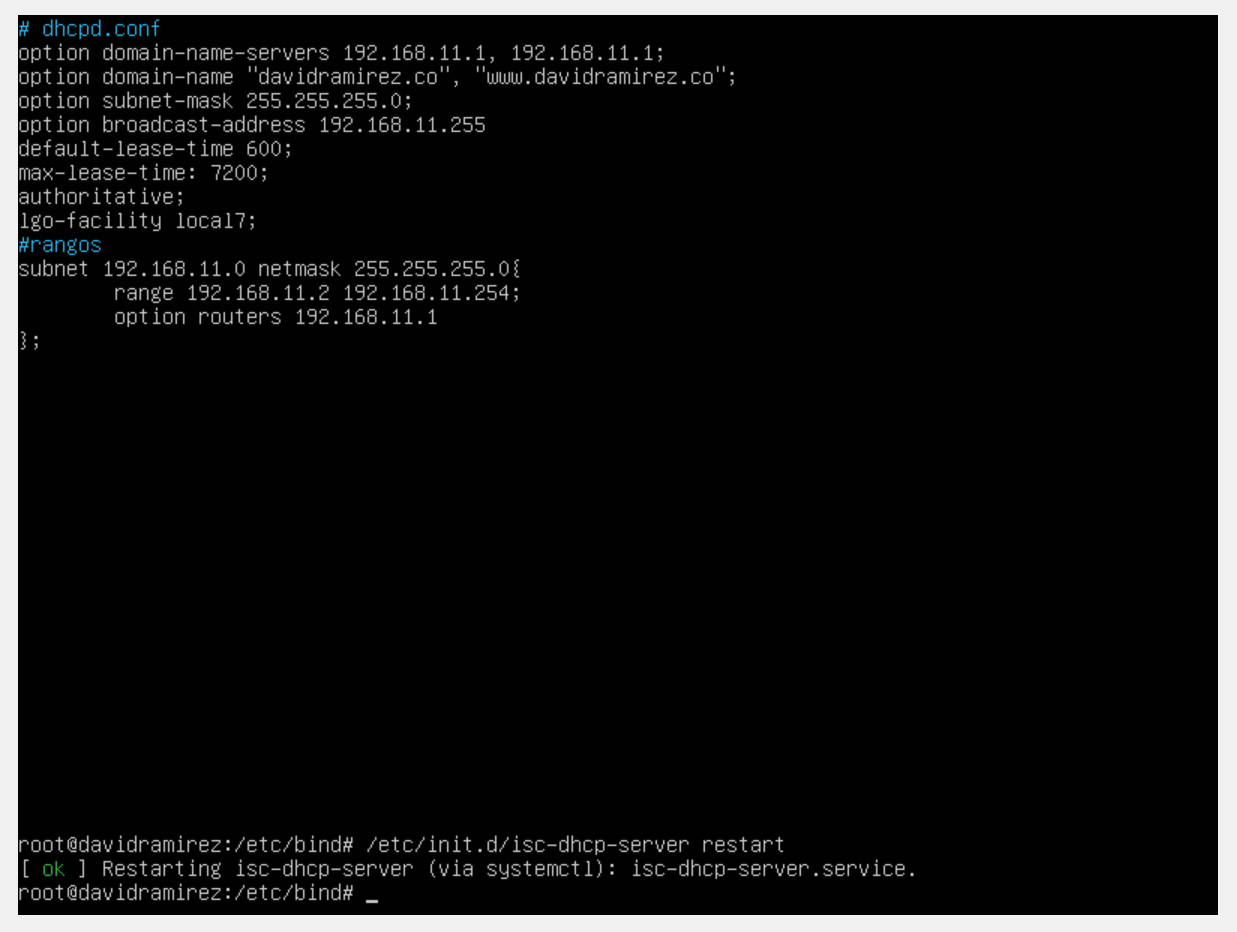 # dhcpd.conf
option domain-name-servers 192.168.11.1, 192.168.11.1;
option domain-name "davidramirez.co", "www.davidramirez.co";
option subnet-mask 255.255.255.0;
option broadcast-address 192.168.11.255
default-lease-time 600;
max-lease-time: 7200;
authoritative;
lgo-facility local7;
#rangos
subnet 192.168.11.0 netmask 255.255.255.0{
        range 192.168.11.2 192.168.11.254;
        option routers 192.168.11.1
};
root@davidramirez:/etc/bind# /etc/init.d/isc-dhcp-server restart
[ ok ] Restarting isc-dhcp-server (via systemctl): isc-dhcp-server.service.
root@davidramirez:/etc/bind# _